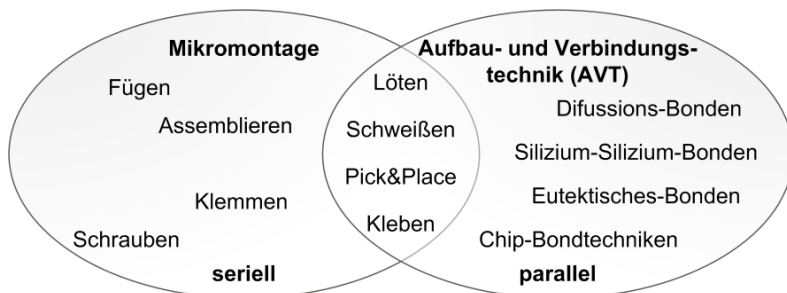 Mikromontage
Fügen
Assemblieren
Klemmen
Schrauben
seriell
Löten
Schweißen
Pick&Place
Kleben
Aufbau- und Verbindungs-
technik (AVT)
Difussions-Bonden
Silizium-Silizium-Bonden
Eutektisches-Bonden
Chip-Bondtechniken
parallel